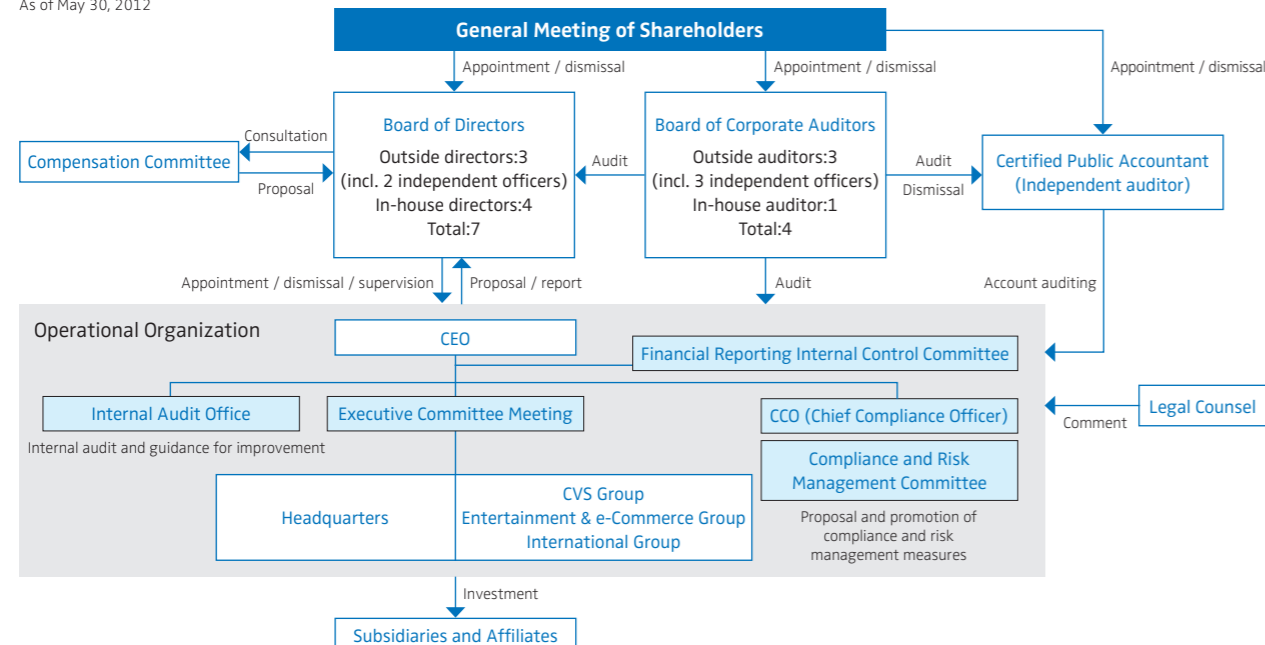 As of May 30, 2012
General Meeting of Shareholders
Appointment / dismissal
Appointment / dismissal
Appointment / dismissal
Compensation Committee
Consultation
Proposal
Board of Directors
Outside directors:3
(incl. 2 independent officers)
In-house directors:4
Total:7
Audit
Board of Corporate Auditors
Outside auditors:3
(incl. 3 independent officers)
In-house auditor:1
Total:4
Audit
Dismissal
Certified Public Accountant
(Independent auditor)
Appointment / dismissal / supervision
Proposal / report
Audit
Account auditing
Operational Organization
CEO
Financial Reporting Internal Control Committee
Internal Audit Office
Internal audit and guidance for improvement
Executive Committee Meeting
CCO (Chief Compliance Officer)
Comment
Legal Counsel
Compliance and Risk
Management Committee
Proposal and promotion of
compliance and risk
management measures
Headquarters
CVS Group
Entertainment & e-Commerce Group
International Group
Investment
Subsidiaries and Affiliates